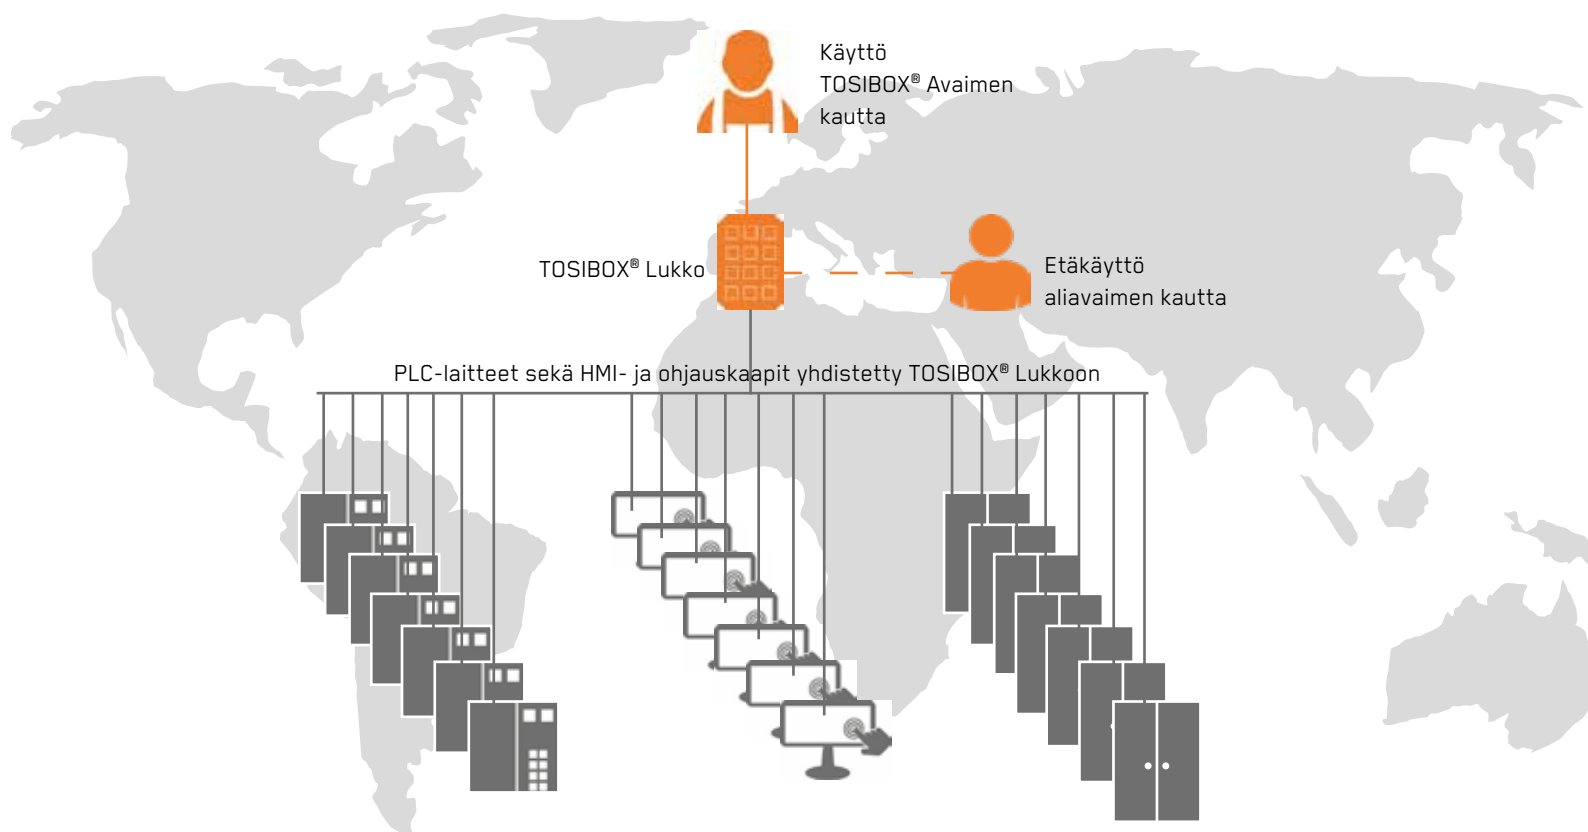 Käyttö
TOSIBOX® Avaimen
kautta
TOSIBOX® Lukko
Etäkäyttö
aliavaimen kautta
PLC-laitteet sekä HMI- ja ohjauskaapit yhdistetty TOSIBOX® Lukkoon